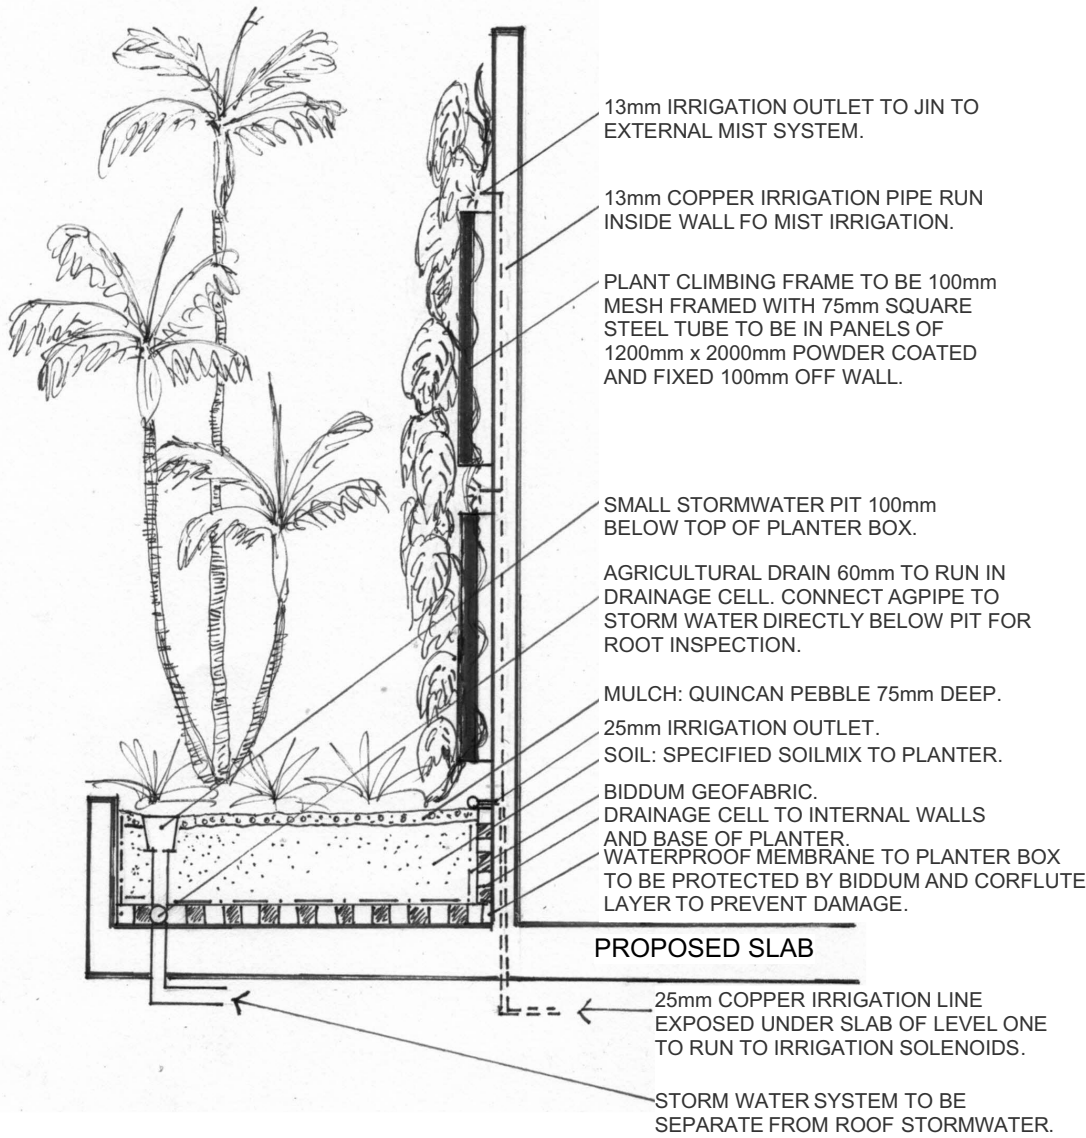 13mm IRRIGATION OUTLET TO JIN TO
EXTERNAL MIST SYSTEM.
13mm COPPER IRRIGATION PIPE RUN
INSIDE WALL FO MIST IRRIGATION.
PLANT CLIMBING FRAME TO BE 100mm
MESH FRAMED WITH 75mm SQUARE
STEEL TUBE TO BE IN PANELS OF
1200mm x 2000mm POWDER COATED
AND FIXED 100mm OFF WALL.
SMALL STORMWATER PIT 100mm
BELOW TOP OF PLANTER BOX.
AGRICULTURAL DRAIN 60mm TO RUN IN
DRAINAGE CELL. CONNECT AGPIPE TO
STORM WATER DIRECTLY BELOW PIT FOR
ROOT INSPECTION.
MULCH: QUINCAN PEBBLE 75mm DEEP.
25mm IRRIGATION OUTLET.
SOIL: SPECIFIED SOILMIX TO PLANTER.
BIDDUM GEOFABRIC.
DRAINAGE CELL TO INTERNAL WALLS
AND BASE OF PLANTER.
WATERPROOF MEMBRANE TO PLANTER BOX
TO BE PROTECTED BY BIDDUM AND CORFLUTE
LAYER TO PREVENT DAMAGE.
PROPOSED SLAB
25mm COPPER IRRIGATION LINE
EXPOSED UNDER SLAB OF LEVEL ONE
TO RUN TO IRRIGATION SOLENOIDS.
STORM WATER SYSTEM TO BE
SEPARATE FROM ROOF STORMWATER.